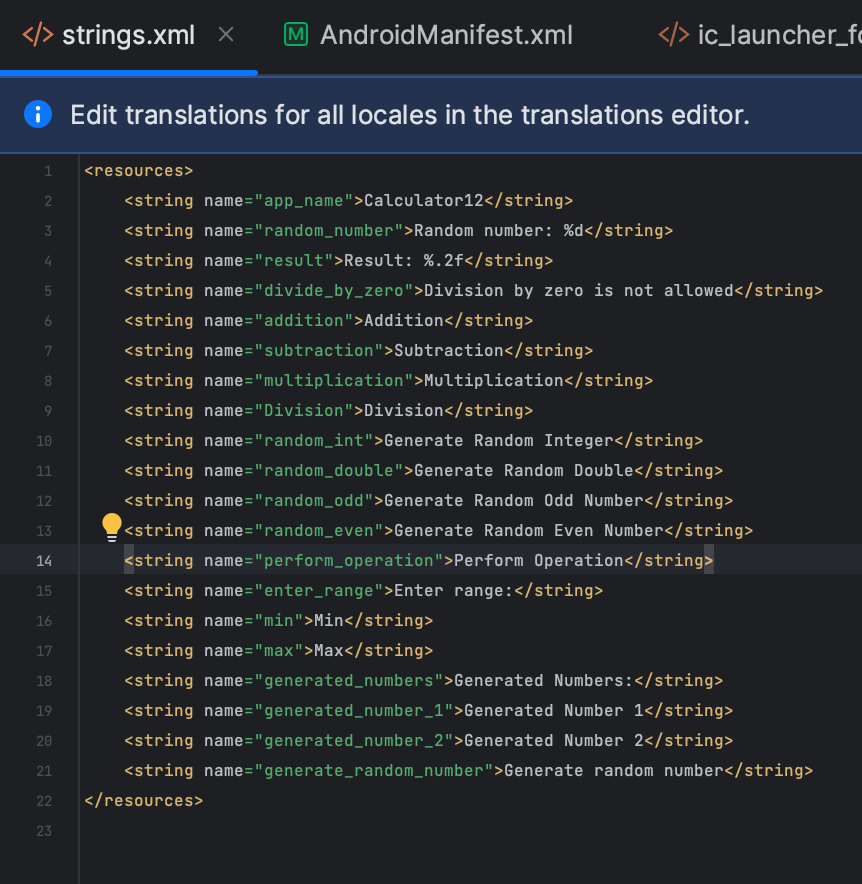 </> strings.xml × M AndroidManifest.xml </> ic_launcher_fo
i Edit translations for all locales in the translations editor.
1 <resources>
2     <string name="app_name">Calculator12</string>
3     <string name="random_number">Random number: %d</string>
4     <string name="result">Result: %.2f</string>
5     <string name="divide_by_zero">Division by zero is not allowed</string>
6     <string name="addition">Addition</string>
7     <string name="subtraction">Subtraction</string>
8     <string name="multiplication">Multiplication</string>
9     <string name="Division">Division</string>
10     <string name="random_int">Generate Random Integer</string>
11     <string name="random_double">Generate Random Double</string>
12     <string name="random_odd">Generate Random Odd Number</string>
13     <string name="random_even">Generate Random Even Number</string>
14     <string name="perform_operation">Perform Operation</string>
15     <string name="enter_range">Enter range:</string>
16     <string name="min">Min</string>
17     <string name="max">Max</string>
18     <string name="generated_numbers">Generated Numbers:</string>
19     <string name="generated_number_1">Generated Number 1</string>
20     <string name="generated_number_2">Generated Number 2</string>
21     <string name="generate_random_number">Generate random number</string>
22 </resources>
23